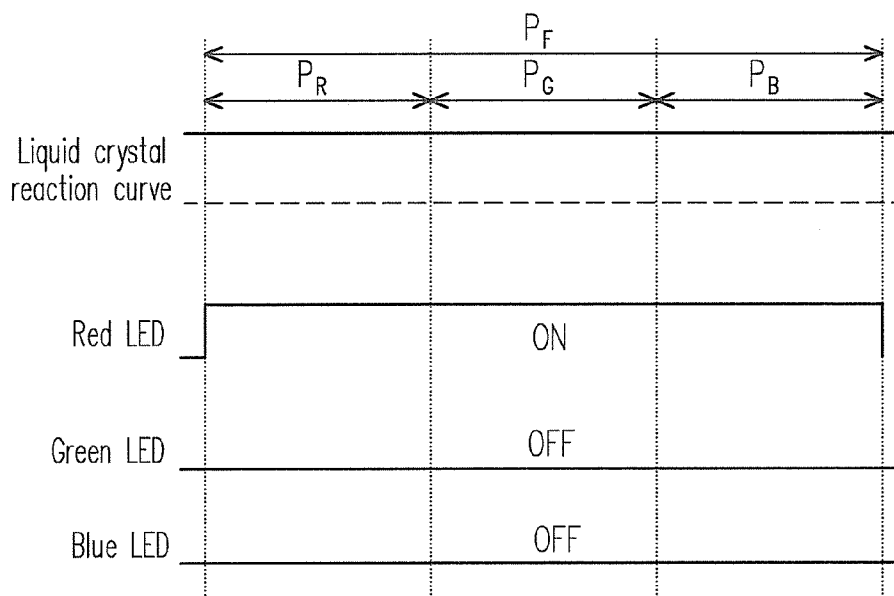 P_F
P_R P_G P_B
Liquid crystal
reaction curve
Red LED ON
Green LED OFF
Blue LED OFF